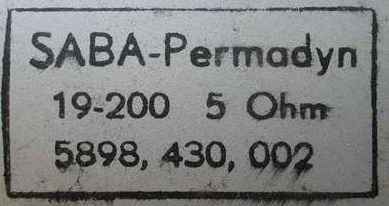 SABA-Permadyn
19-200 5 Ohm
5898, 430, 002